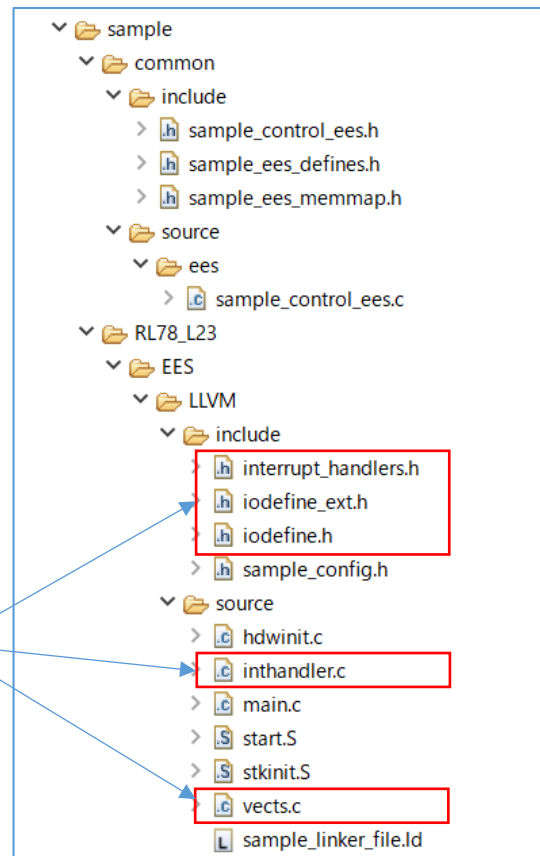 sample
common
include
sample_control_ees.h
sample_ees_defines.h
sample_ees_memmap.h
source
ees
sample_control_ees.c
RL78_L23
EES
LLVM
include
interrupt_handlers.h
iodefine_ext.h
iodefine.h
sample_config.h
source
hdwinit.c
inthandler.c
main.c
start.S
stkinit.S
vects.c
sample_linker_file.ld